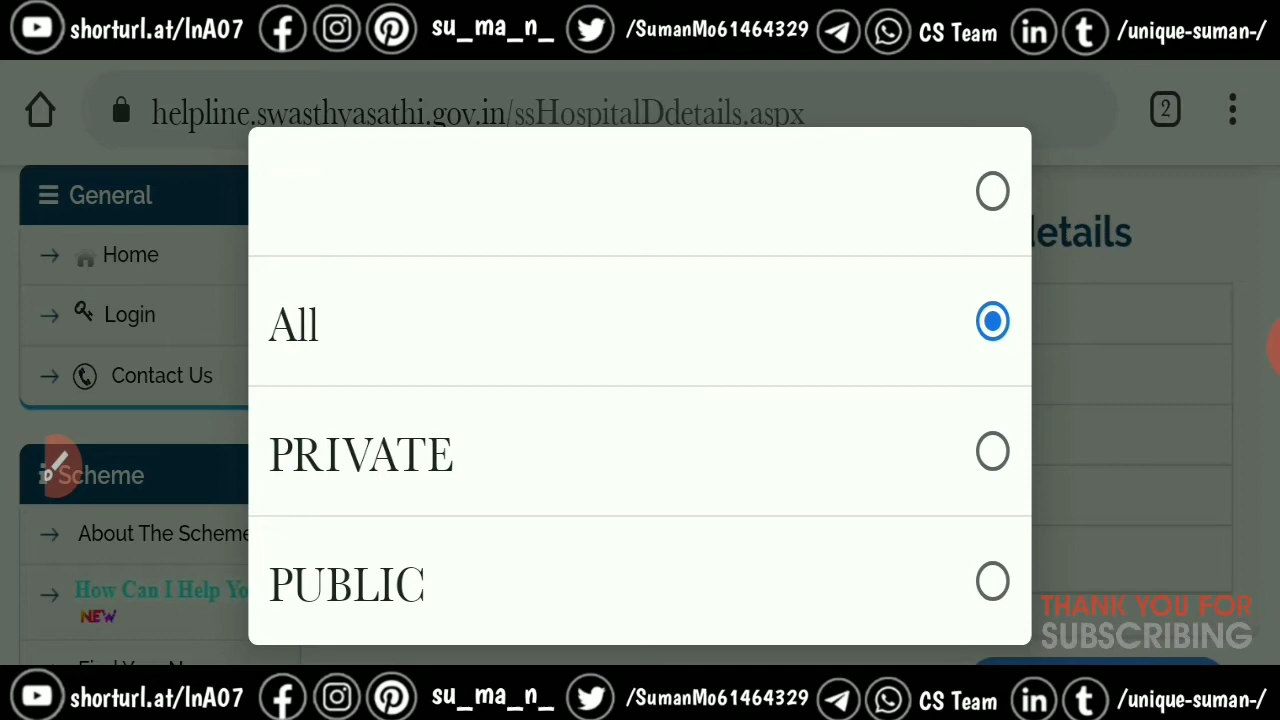 shorturl.at/lnA07 su_ma_n_ /SumanMo61464329 CS Team /unique-suman-/
helpline.swasthyasathi.gov.in/ssHospitalDdetails.aspx 2
General
details
Home
All
Login
Contact Us
PRIVATE
Scheme
About The Scheme
PUBLIC
How Can I Help Yo
NEW
THANK YOU FOR
SUBSCRIBING
shorturl.at/lnA07 su_ma_n_ /SumanMo61464329 CS Team /unique-suman-/